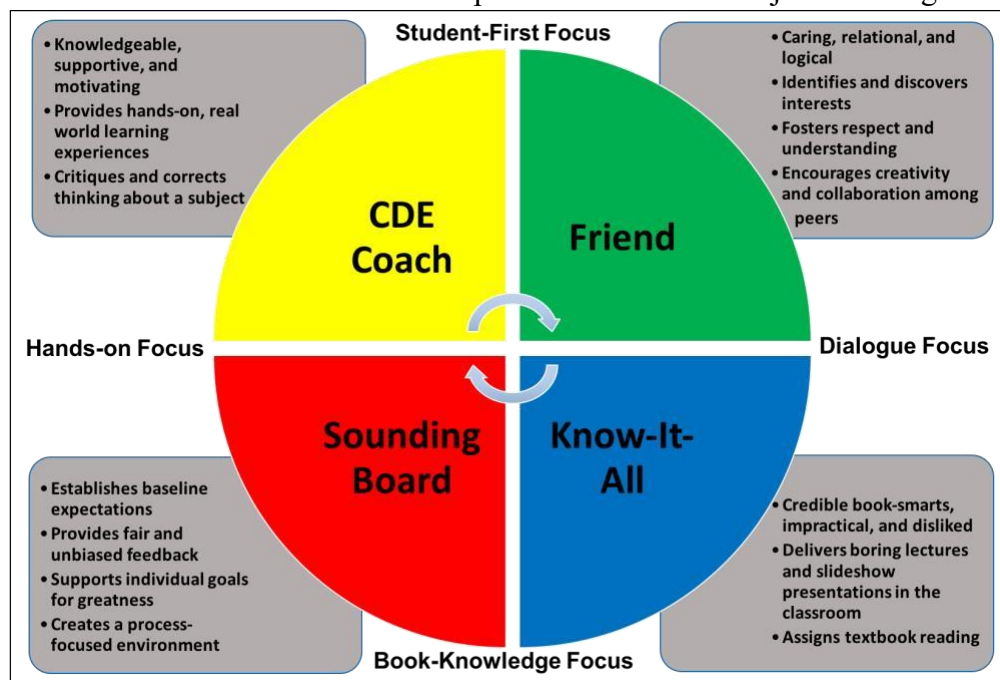 Student-First Focus
• Knowledgeable,
supportive, and
motivating
• Provides hands-on, real
world learning
experiences
• Critiques and corrects
thinking about a subject
• Caring, relational, and
logical
• Identifies and discovers
interests
• Fosters respect and
understanding
• Encourages creativity
and collaboration among
peers
CDE
Coach
Friend
Hands-on Focus
Dialogue Focus
Sounding
Board
Know-It-
All
• Establishes baseline
expectations
• Provides fair and
unbiased feedback
• Supports individual goals
for greatness
• Creates a process-
focused environment
• Credible book-smarts,
impractical, and disliked
• Delivers boring lectures
and slideshow
presentations in the
classroom
• Assigns textbook reading
Book-Knowledge Focus